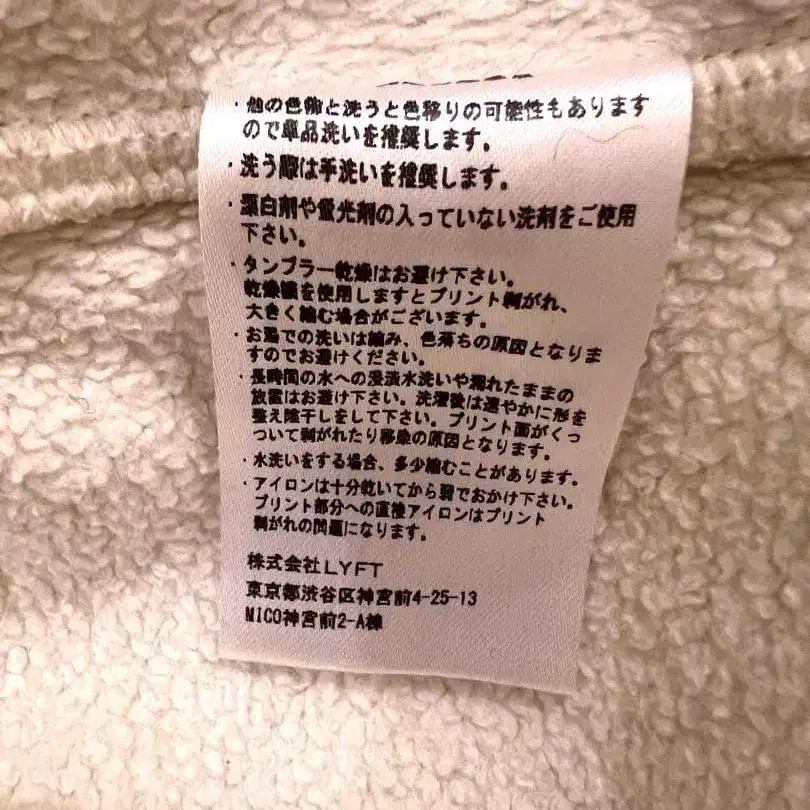 ・他の色物と洗うと色移りの可能性もあります
ので単品洗いを推奨します。
・洗う際は手洗いを推奨します。
・漂白剤や蛍光剤の入っていない洗剤をご使用
下さい。
・タンブラー乾燥はお避け下さい。
乾燥機を使用しますとプリント剥がれ、
大きく縮む場合がございます。
・お湯での洗いは縮み、色落ちの原因となりま
すのでお避けください。
・長時間の水への浸漬水洗いや濡れたままの
放置はお避け下さい。洗濯後は速やかに形を
整え陰干しをして下さい。プリント面がくっ
ついて剥がれたり移染の原因となります。
・水洗いをする場合、多少縮むことがあります。
・アイロンは十分乾いてから弱でおかけ下さい。
プリント部分への直接アイロンはプリント
剥がれの問題になります。
株式会社LYFT
東京都渋谷区神宮前4-25-13
MICO神宮前2-A棟